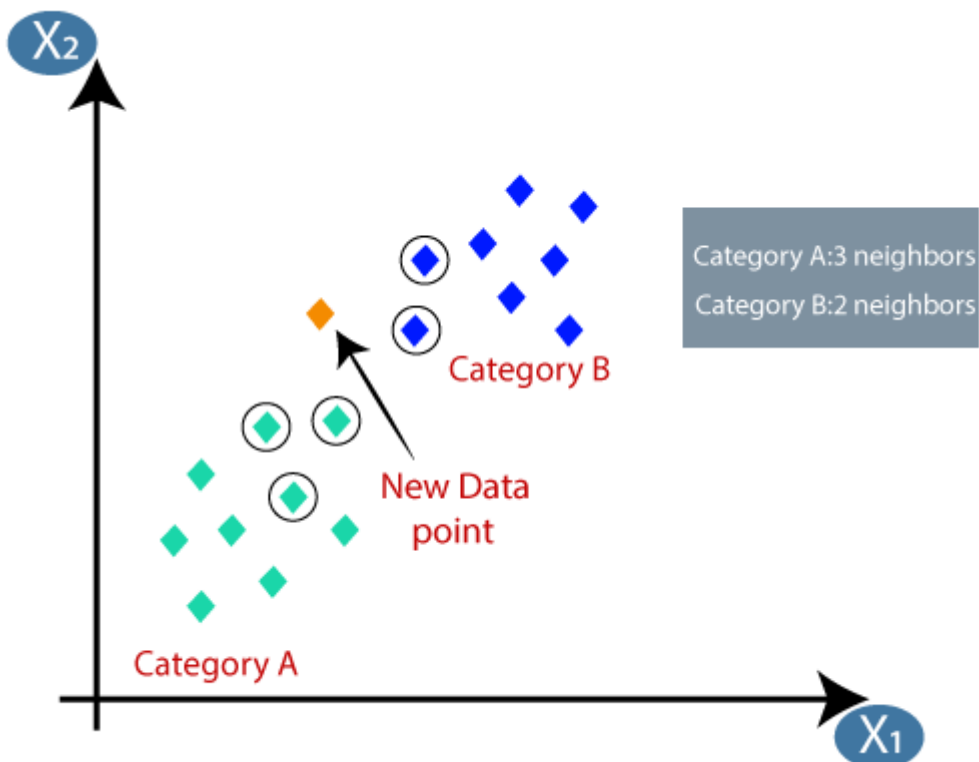 X₂
Category A:3 neighbors
Category B:2 neighbors
Category B
New Data
point
Category A
X₁